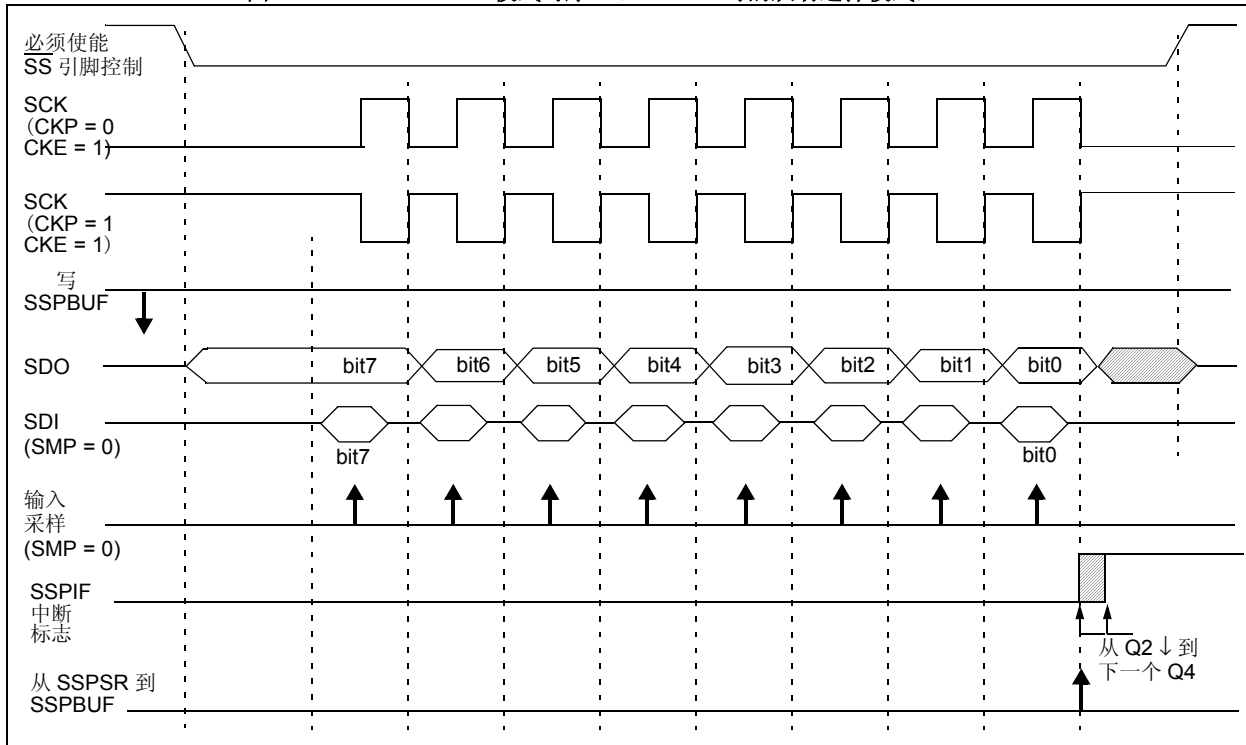 必须使能
SS 引脚控制
SCK
(CKP = 0
CKE = 1)
SCK
(CKP = 1
CKE = 1)
写
SSPBUF
SDO
bit7
bit6
bit5
bit4
bit3
bit2
bit1
bit0
SDI
(SMP = 0)
bit7
bit0
输入
采样
(SMP = 0)
SSPIF
中断
标志
从 Q2 ↓ 到
下一个 Q4
从 SSPSR 到
SSPBUF